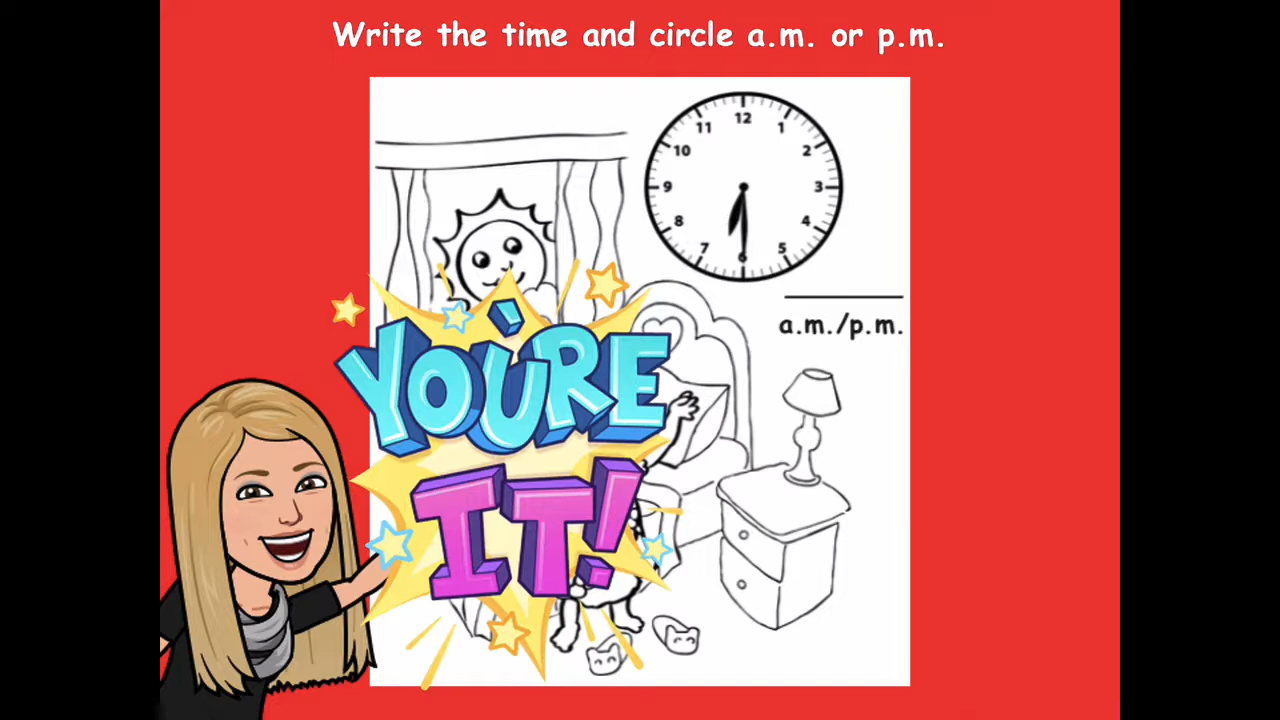 Write the time and circle a.m. or p.m.
12
11 1
10 2
9 3
8 4
7 5
6
a.m./p.m.
YOU'RE
IT!